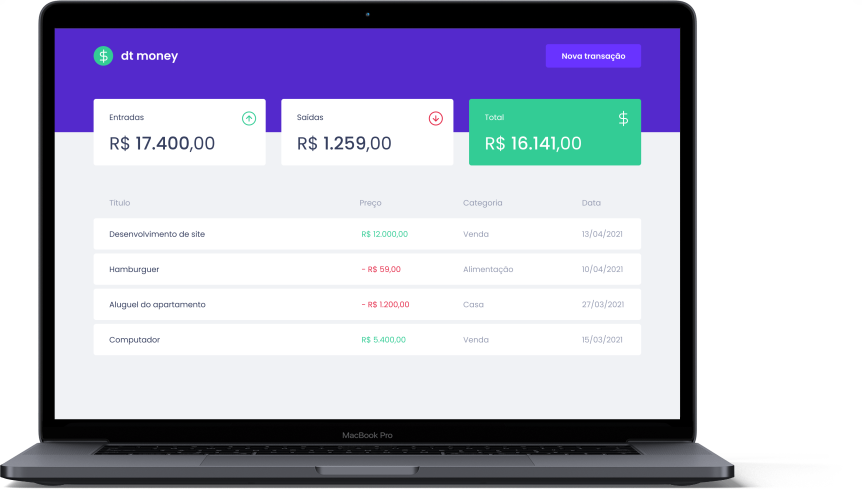 dt money
Nova transação
Entradas
Saídas
Total
R$ 17.400,00
R$ 1.259,00
R$ 16.141,00
Título Preço Categoria Data
Desenvolvimento de site R$ 12.000,00 Venda 13/04/2021
Hamburguer - R$ 59,00 Alimentação 10/04/2021
Aluguel do apartamento - R$ 1.200,00 Casa 27/03/2021
Computador R$ 5.400,00 Venda 15/03/2021
MacBook Pro